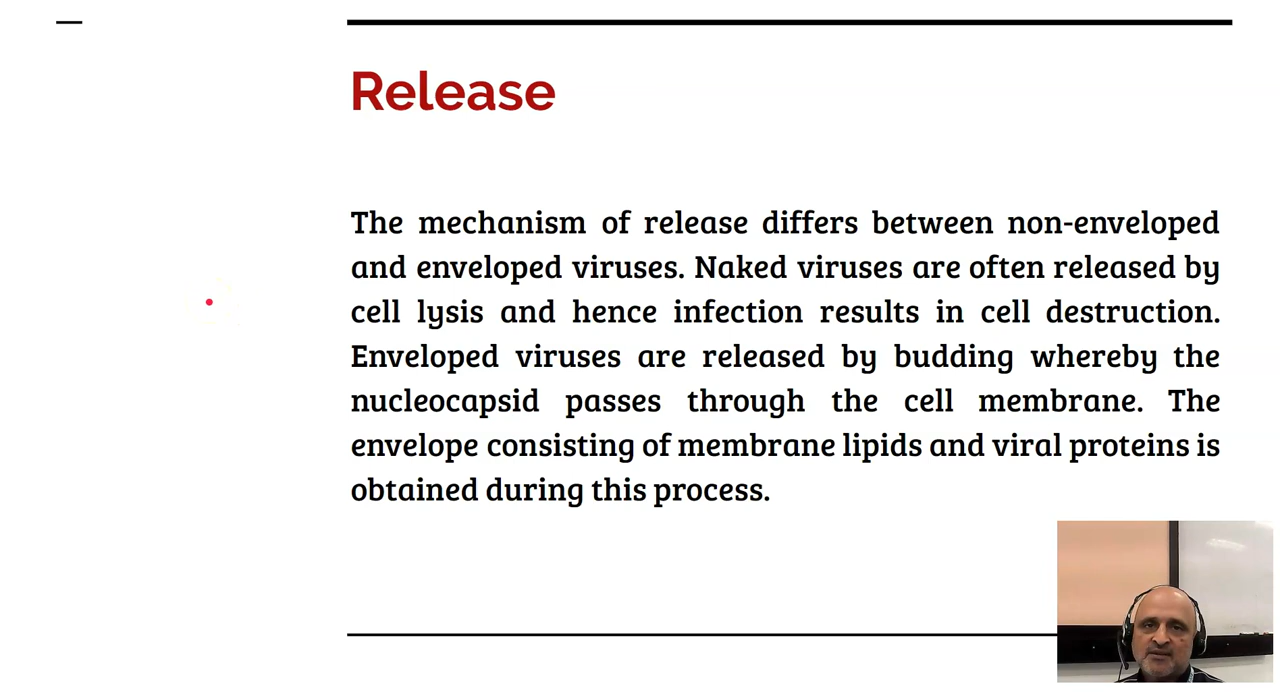 Release
The mechanism of release differs between non-enveloped
and enveloped viruses. Naked viruses are often released by
cell lysis and hence infection results in cell destruction.
Enveloped viruses are released by budding whereby the
nucleocapsid passes through the cell membrane. The
envelope consisting of membrane lipids and viral proteins is
obtained during this process.